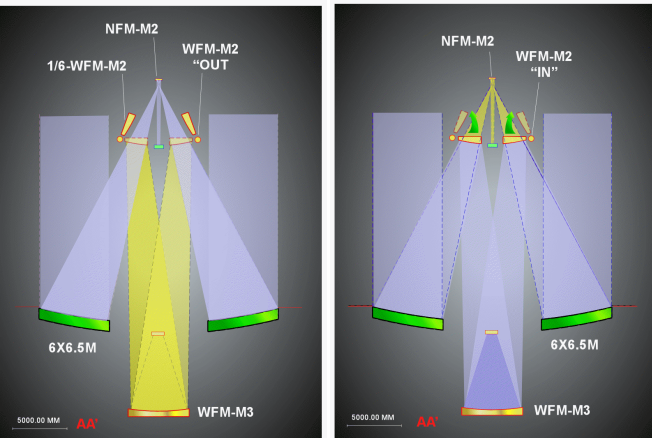 NFM-M2
WFM-M2
“OUT
1/6-WFM-M2
6X6.5M
WFM-M3
5000.00 MM
AA'
NFM-M2
WFM-M2
“IN”
6X6.5M
WFM-M3
5000.00 MM
AA'